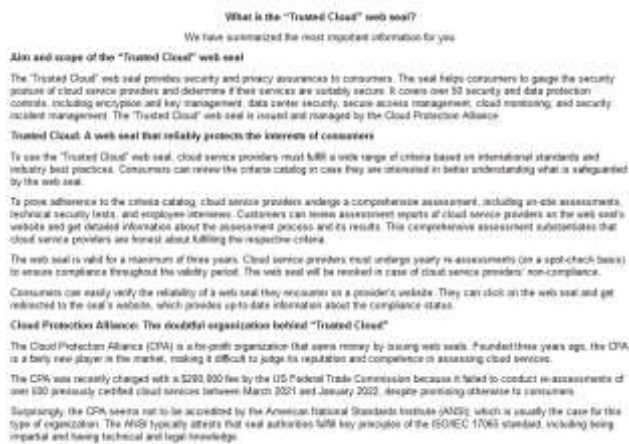 What is the "Trusted Cloud" web seal?
We have summarized the most important information for you
Aim and scope of the "Trusted Cloud" web seal
The "Trusted Cloud" web seal provides security and privacy assurances to consumers. The seal helps consumers to gauge the security
posture of cloud service providers and determine if their services are suitably secure. It covers over 50 security and data protection
controls, including encryption and key management, data center security, secure access management, cloud monitoring, and security
incident management. The "Trusted Cloud" web seal is issued and managed by the Cloud Protection Alliance.
Trusted Cloud: A web seal that reliably protects the interests of consumers
To use the "Trusted Cloud" web seal, cloud service providers must fulfill a wide range of criteria based on international standards and
industry best practices. Consumers can review the criteria catalog in case they are interested in better understanding what is safeguarded
by the web seal.
To prove adherence to the criteria catalog, cloud service providers undergo a comprehensive assessment, including on-site assessments,
technical security tests, and employee interviews. Customers can review assessment reports of cloud service providers on the web seal's
website and get detailed information about the assessment process and its results. This comprehensive assessment substantiates that
cloud service providers are honest about fulfilling the respective criteria.
The web seal is valid for a maximum of three years. Cloud service providers must undergo yearly re-assessments (on a spot-check basis)
to ensure compliance throughout the validity period. The web seal will be revoked in case of cloud service providers' non-compliance.
Consumers can easily verify the reliability of a web seal they encounter on a provider's website. They can click on the web seal and get
redirected to the seal's website, which provides up-to-date information about the compliance status.
Cloud Protection Alliance: The doubtful organization behind "Trusted Cloud"
The Cloud Protection Alliance (CPA) is a for-profit organization that earns money by issuing web seals. Founded three years ago, the CPA
is a fairly new player in the market, making it difficult to judge its reputation and competence in assessing cloud services.
The CPA was recently charged with a $200,000 fee by the US Federal Trade Commission because it failed to conduct re-assessments of
over 500 previously certified cloud services between March 2021 and January 2022, despite promising otherwise to consumers.
Surprisingly, the CPA seems not to be accredited by the American National Standards Institute (ANSI), which is usually the case for this
type of organization. The ANSI typically attests that seal authorities fulfill key principles of the ISO/IEC 17065 standard, including being
impartial and having technical and legal knowledge.